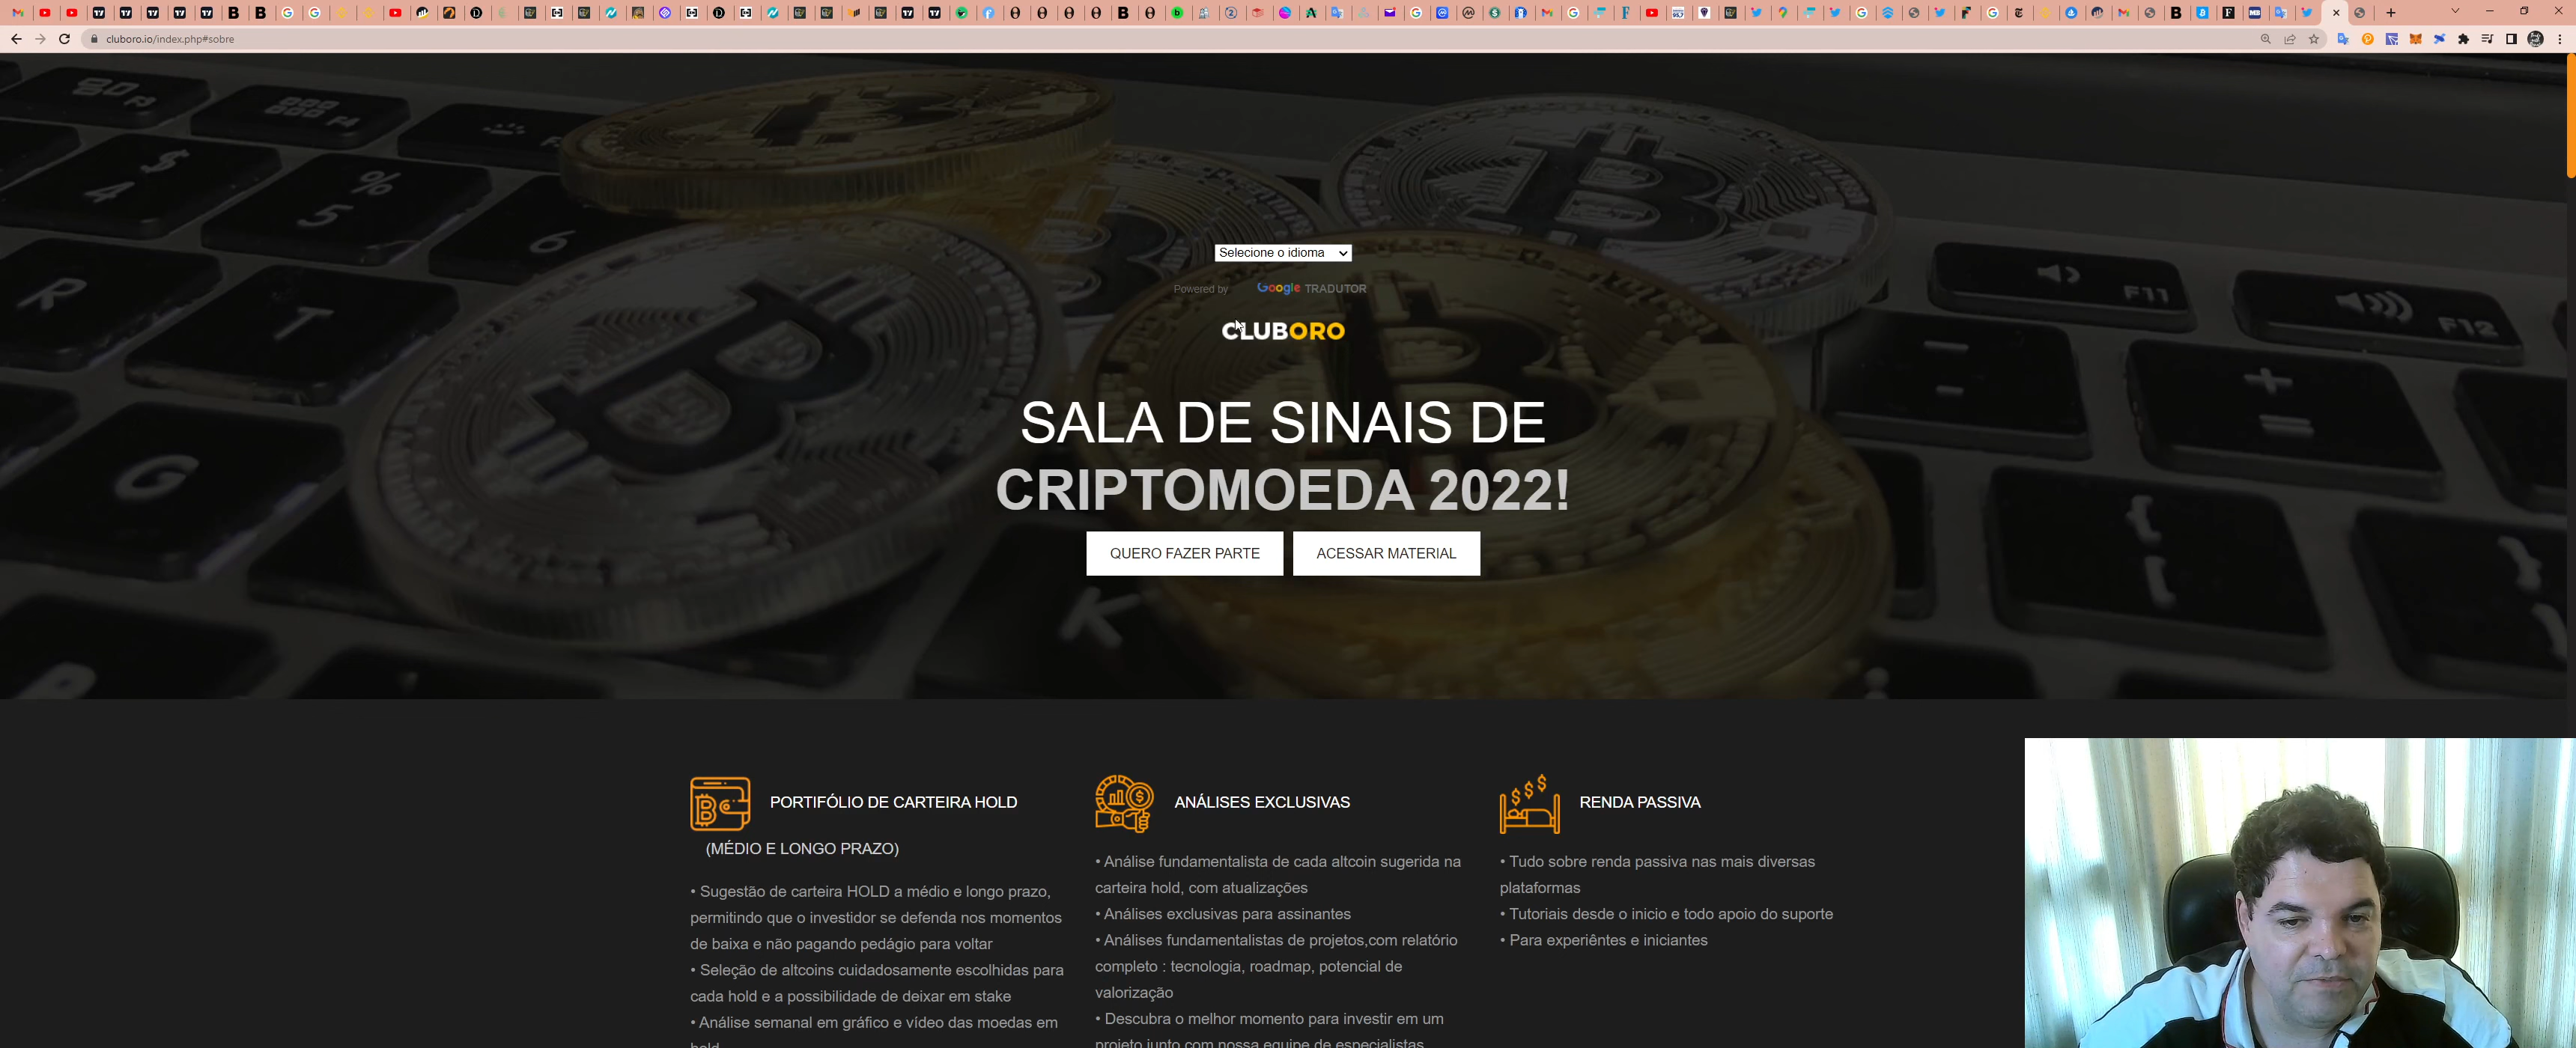 cluboro.io/index.php#sobre
Selecione o idioma
Powered by Google TRADUTOR
CLUBORO
SALA DE SINAIS DE
CRIPTOMOEDA 2022!
QUERO FAZER PARTE
ACESSAR MATERIAL
PORTIFÓLIO DE CARTEIRA HOLD
(MÉDIO E LONGO PRAZO)
• Sugestão de carteira HOLD a médio e longo prazo,
permitindo que o investidor se defenda nos momentos
de baixa e não pagando pedágio para voltar
• Seleção de altcoins cuidadosamente escolhidas para
cada hold e a possibilidade de deixar em stake
• Análise semanal em gráfico e vídeo das moedas em
hold
ANÁLISES EXCLUSIVAS
• Análise fundamentalista de cada altcoin sugerida na
carteira hold, com atualizações
• Análises exclusivas para assinantes
• Análises fundamentalistas de projetos,com relatório
completo : tecnologia, roadmap, potencial de
valorização
• Descubra o melhor momento para investir em um
projeto junto com nossa equipe de especialistas
RENDA PASSIVA
• Tudo sobre renda passiva nas mais diversas
plataformas
• Tutoriais desde o inicio e todo apoio do suporte
• Para experiêntes e iniciantes
F11
F12
$
4
%
5
6
R
T
G
K